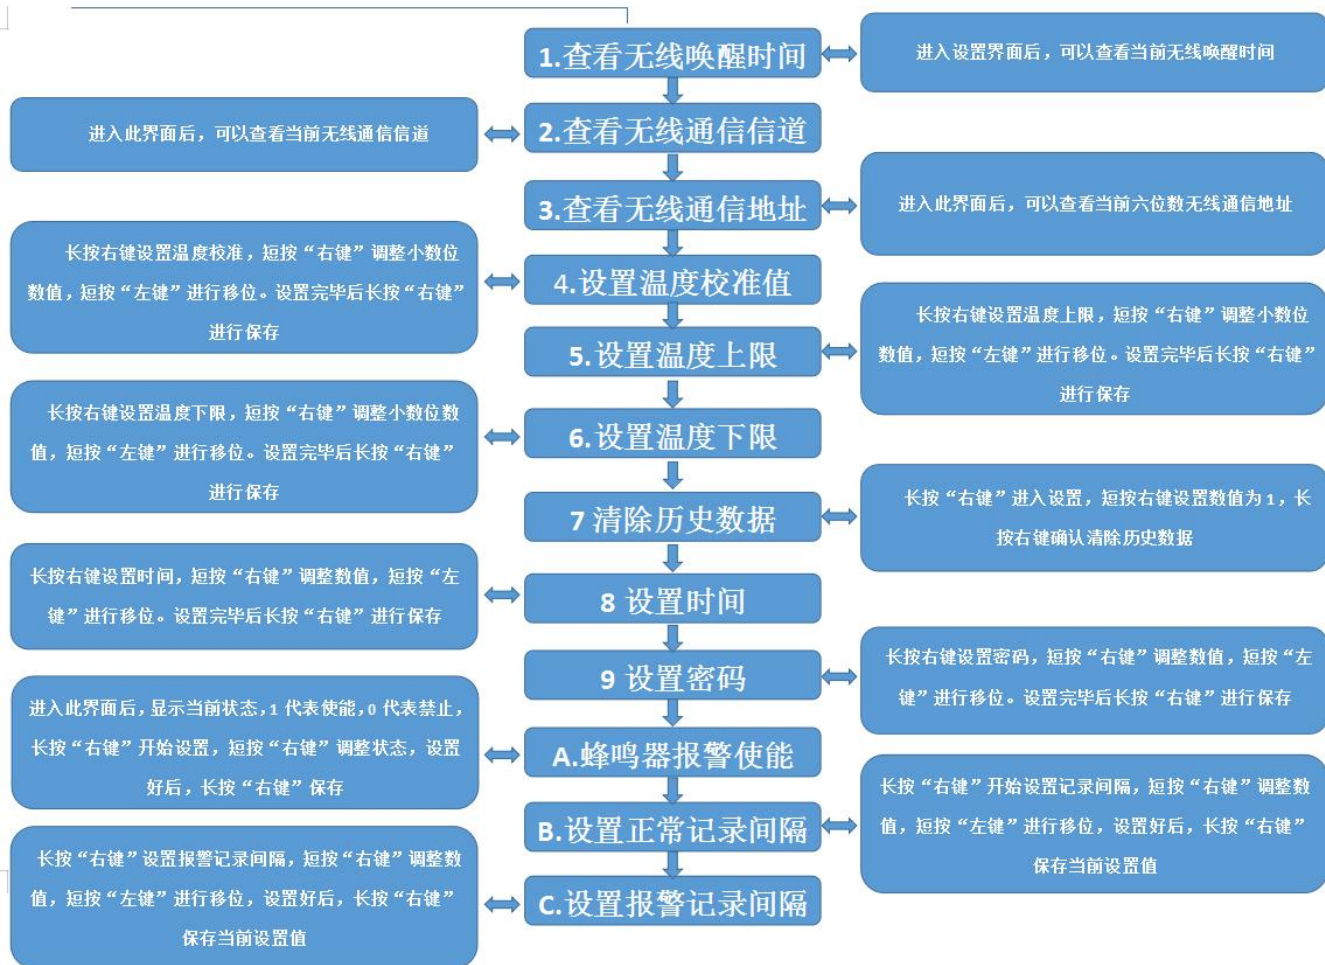 1.查看无线唤醒时间
进入设置界面后，可以查看当前无线唤醒时间
2.查看无线通信信道
进入此界面后，可以查看当前无线通信信道
3.查看无线通信地址
进入此界面后，可以查看当前六位数无线通信地址
4.设置温度校准值
长按右键设置温度校准，短按“右键”调整小数位
数值，短按“左键”进行移位。设置完毕后长按“右键”
进行保存
5.设置温度上限
长按右键设置温度上限，短按“右键”调整小数位
数值，短按“左键”进行移位。设置完毕后长按“右键”
进行保存
6.设置温度下限
长按右键设置温度下限，短按“右键”调整小数位数
值，短按“左键”进行移位。设置完毕后长按“右键”
进行保存
7 清除历史数据
长按“右键”进入设置，短按右键设置数值为 1，长
按右键确认清除历史数据
8 设置时间
长按右键设置时间，短按“右键”调整数值，短按“左
键”进行移位。设置完毕后长按“右键”进行保存
9 设置密码
长按右键设置密码，短按“右键”调整数值，短按“左
键”进行移位。设置完毕后长按“右键”进行保存
A.蜂鸣器报警使能
进入此界面后，显示当前状态，1 代表使能，0 代表禁止，
长按“右键”开始设置，短按“右键”调整状态，设置
好后，长按“右键”保存
B.设置正常记录间隔
长按“右键”开始设置记录间隔，短按“右键”调整数
值，短按“左键”进行移位，设置好后，长按“右键”
保存当前设置值
C.设置报警记录间隔
长按“右键”设置报警记录间隔，短按“右键”调整数
值，短按“左键”进行移位，设置好后，长按“右键”
保存当前设置值